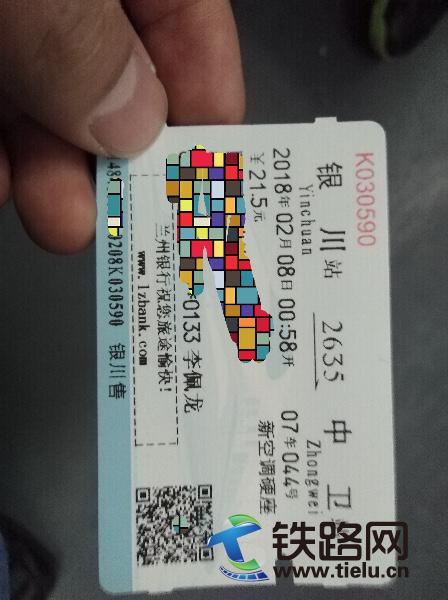 K030590
银川站 2635 中卫
Yinchuan Zhongwei
2018年02月08日00:58开 07车044号
￥21.5元 新空调硬座
0133 李佩龙
兰州银行祝您旅途愉快!
www.lzbank.com
0208K030590 银川售
铁路网
www.tielu.cn